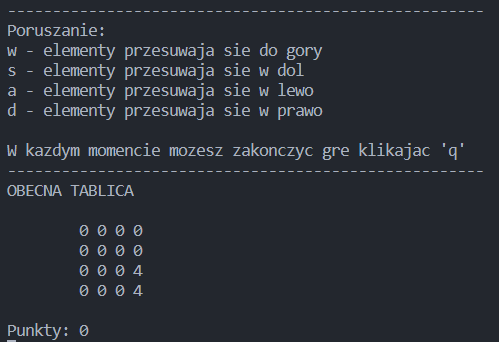 ----------------------------------------------------
Poruszanie:
w - elementy przesuwaja sie do gory
s - elementy przesuwaja sie w dol
a - elementy przesuwaja sie w lewo
d - elementy przesuwaja sie w prawo
W kazdym momencie mozesz zakonczyc gre klikajac 'q'
----------------------------------------------------
OBECNA TABLICA
0 0 0 0
0 0 0 0
0 0 0 4
0 0 0 4
Punkty: 0